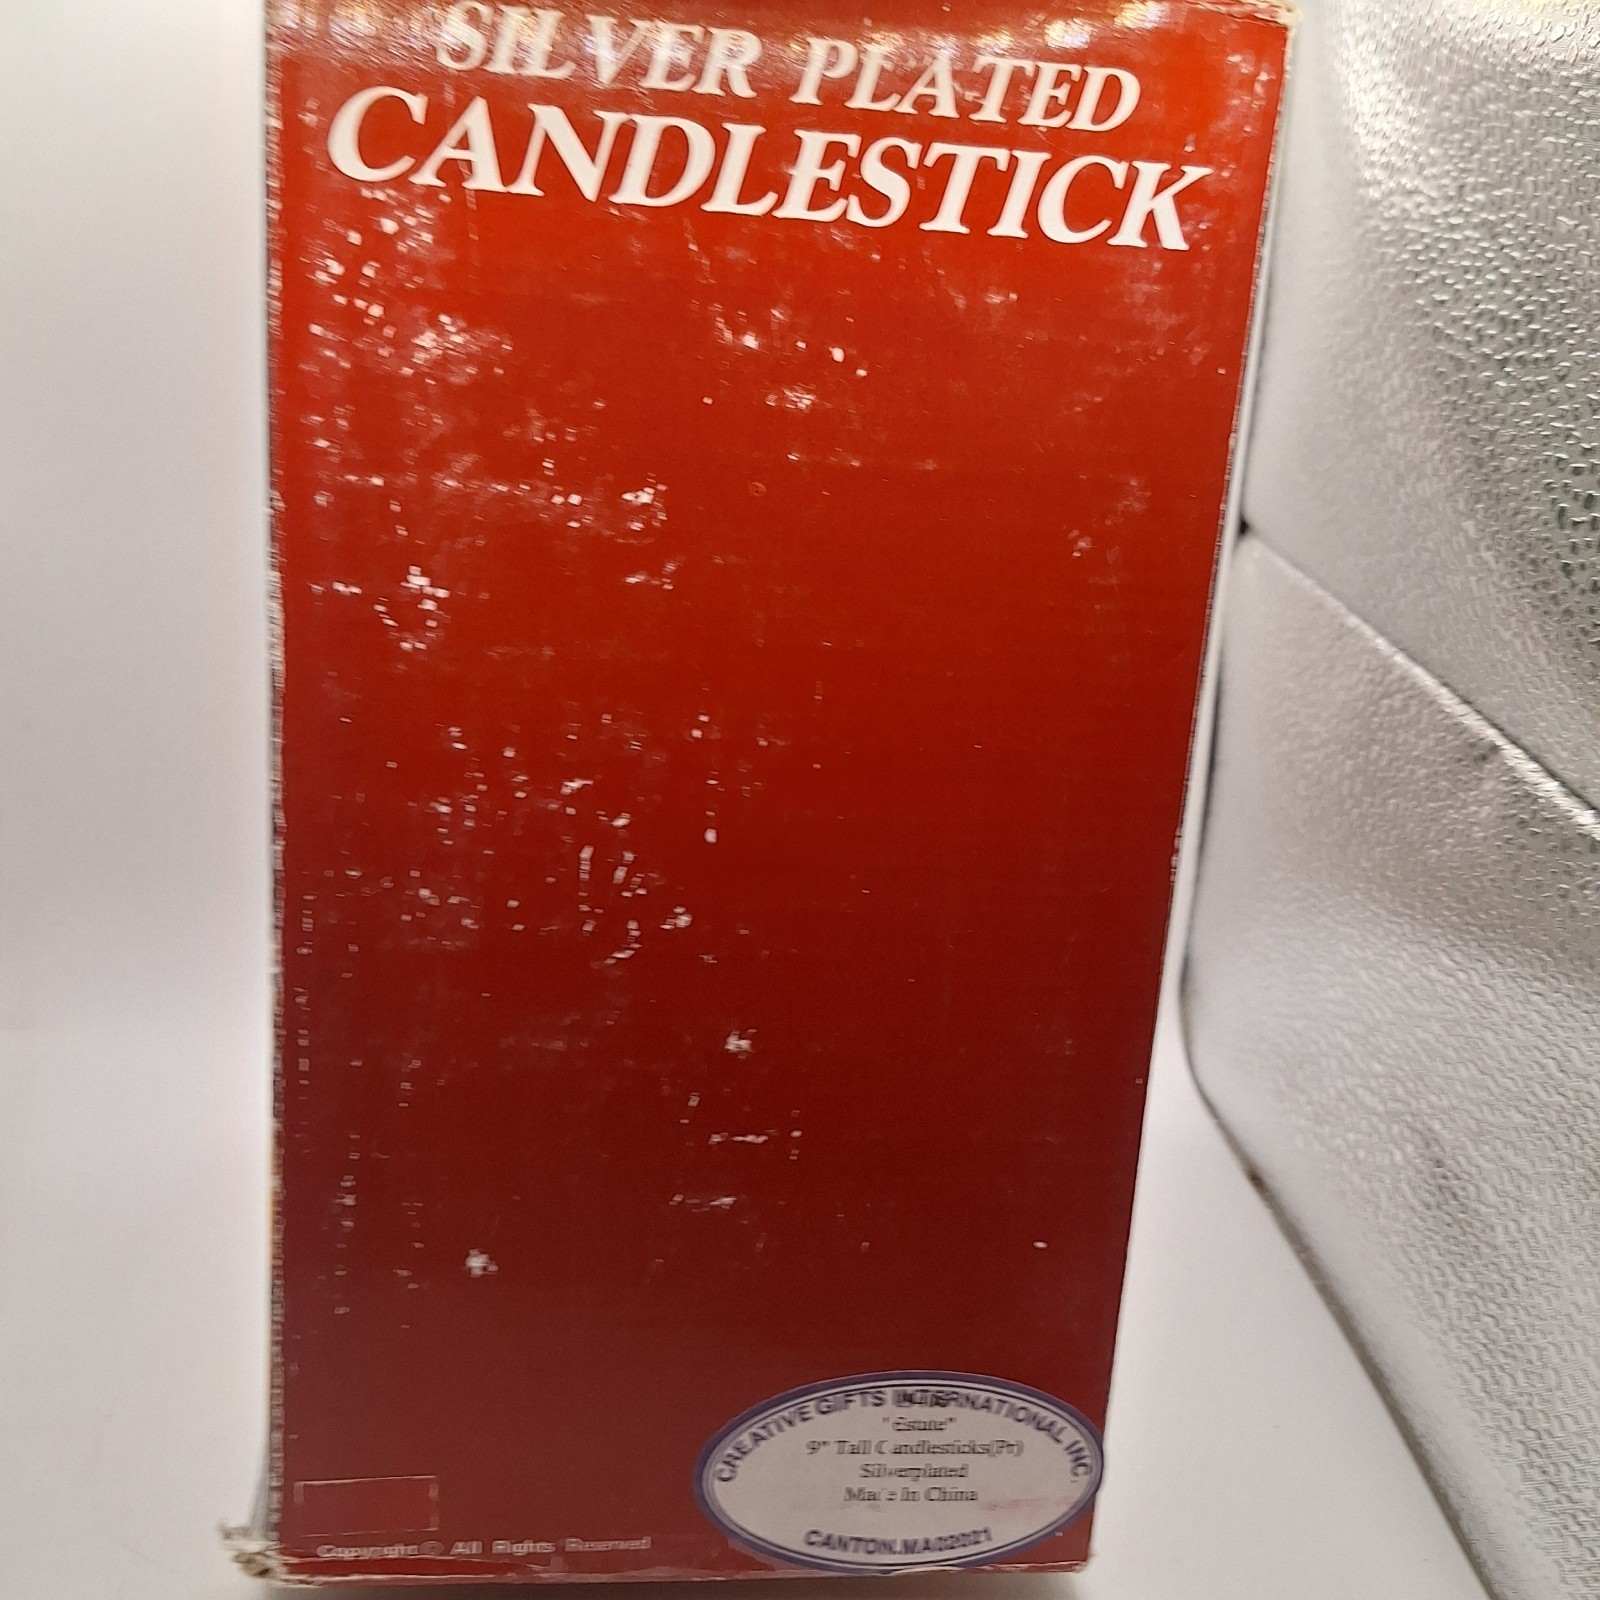 SILVER PLATED
CANDLESTICK
CREATIVE GIFTS INTERNATIONAL INC.
"Estate"
9" Tall Candlesticks(Pr)
Silverplated
Made In China
CANTON.MA02021
Copyright © All Rights Reserved